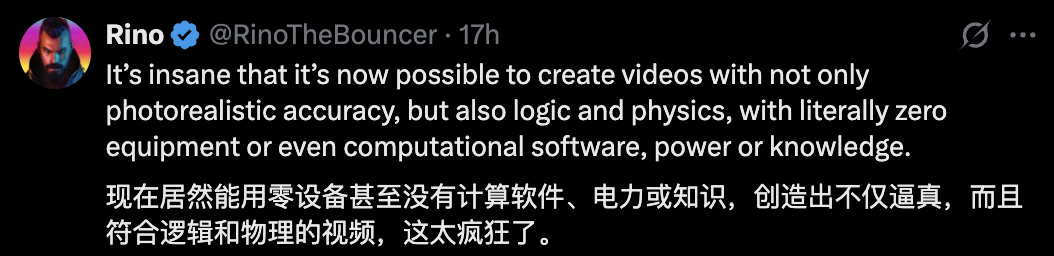 Rino @RinoTheBouncer · 17h
It’s insane that it’s now possible to create videos with not only
photorealistic accuracy, but also logic and physics, with literally zero
equipment or even computational software, power or knowledge.
现在居然能用零设备甚至没有计算软件、电力或知识，创造出不仅逼真，而且
符合逻辑和物理的视频，这太疯狂了。